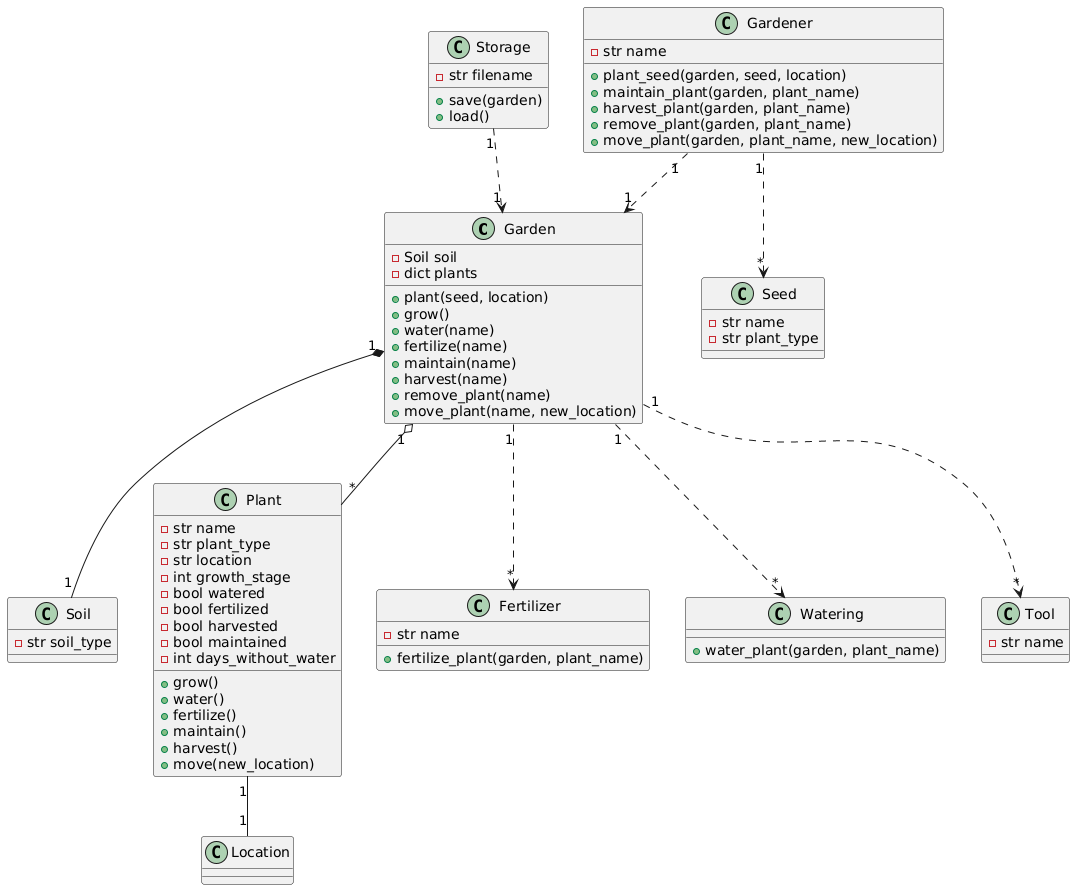 C Storage
str filename
save(garden)
load()
C Gardener
str name
plant_seed(garden, seed, location)
maintain_plant(garden, plant_name)
harvest_plant(garden, plant_name)
remove_plant(garden, plant_name)
move_plant(garden, plant_name, new_location)
1
1
1
1
1
*
C Garden
Soil soil
dict plants
plant(seed, location)
grow()
water(name)
fertilize(name)
maintain(name)
harvest(name)
remove_plant(name)
move_plant(name, new_location)
C Seed
str name
str plant_type
1
1
1
1
1
*
C Plant
str name
str plant_type
str location
int growth_stage
bool watered
bool fertilized
bool harvested
bool maintained
int days_without_water
grow()
water()
fertilize()
maintain()
harvest()
move(new_location)
1
*
*
*
C Soil
str soil_type
C Fertilizer
str name
fertilize_plant(garden, plant_name)
C Watering
water_plant(garden, plant_name)
C Tool
str name
1
1
C Location